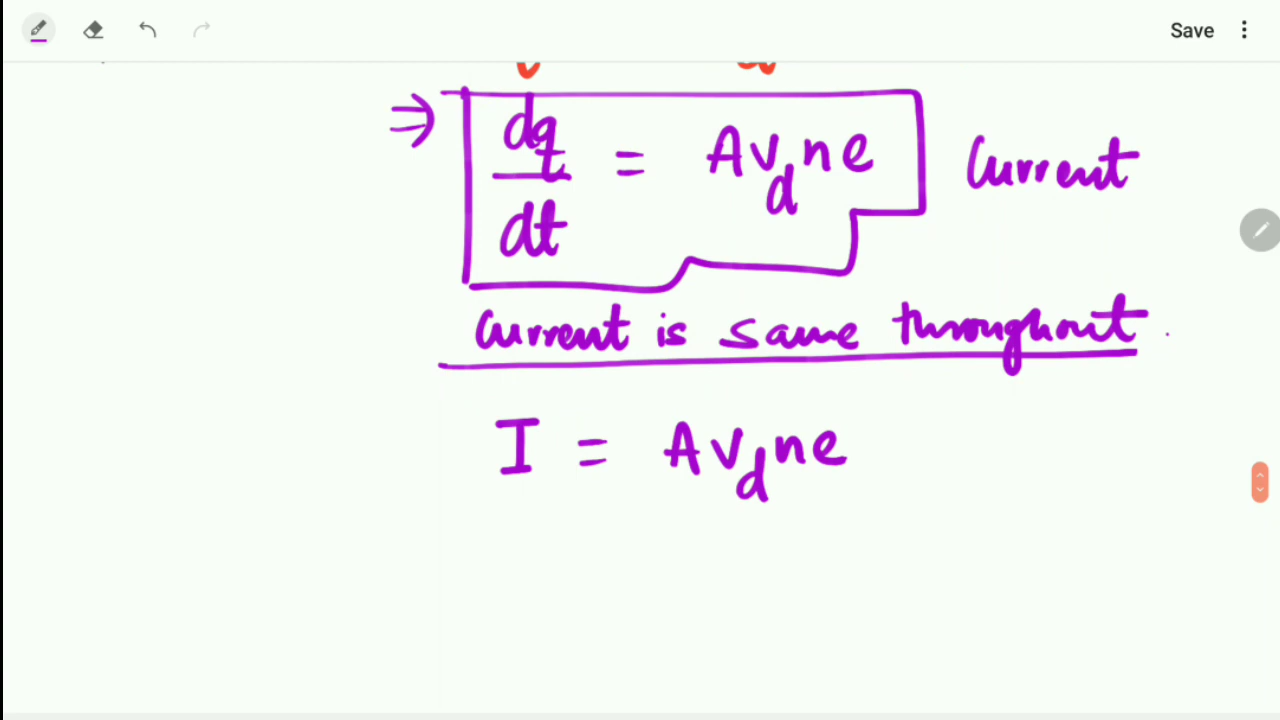 Save
⇒ dq/dt = Av_d ne Current
Current is same throughout.
I = Av_d ne